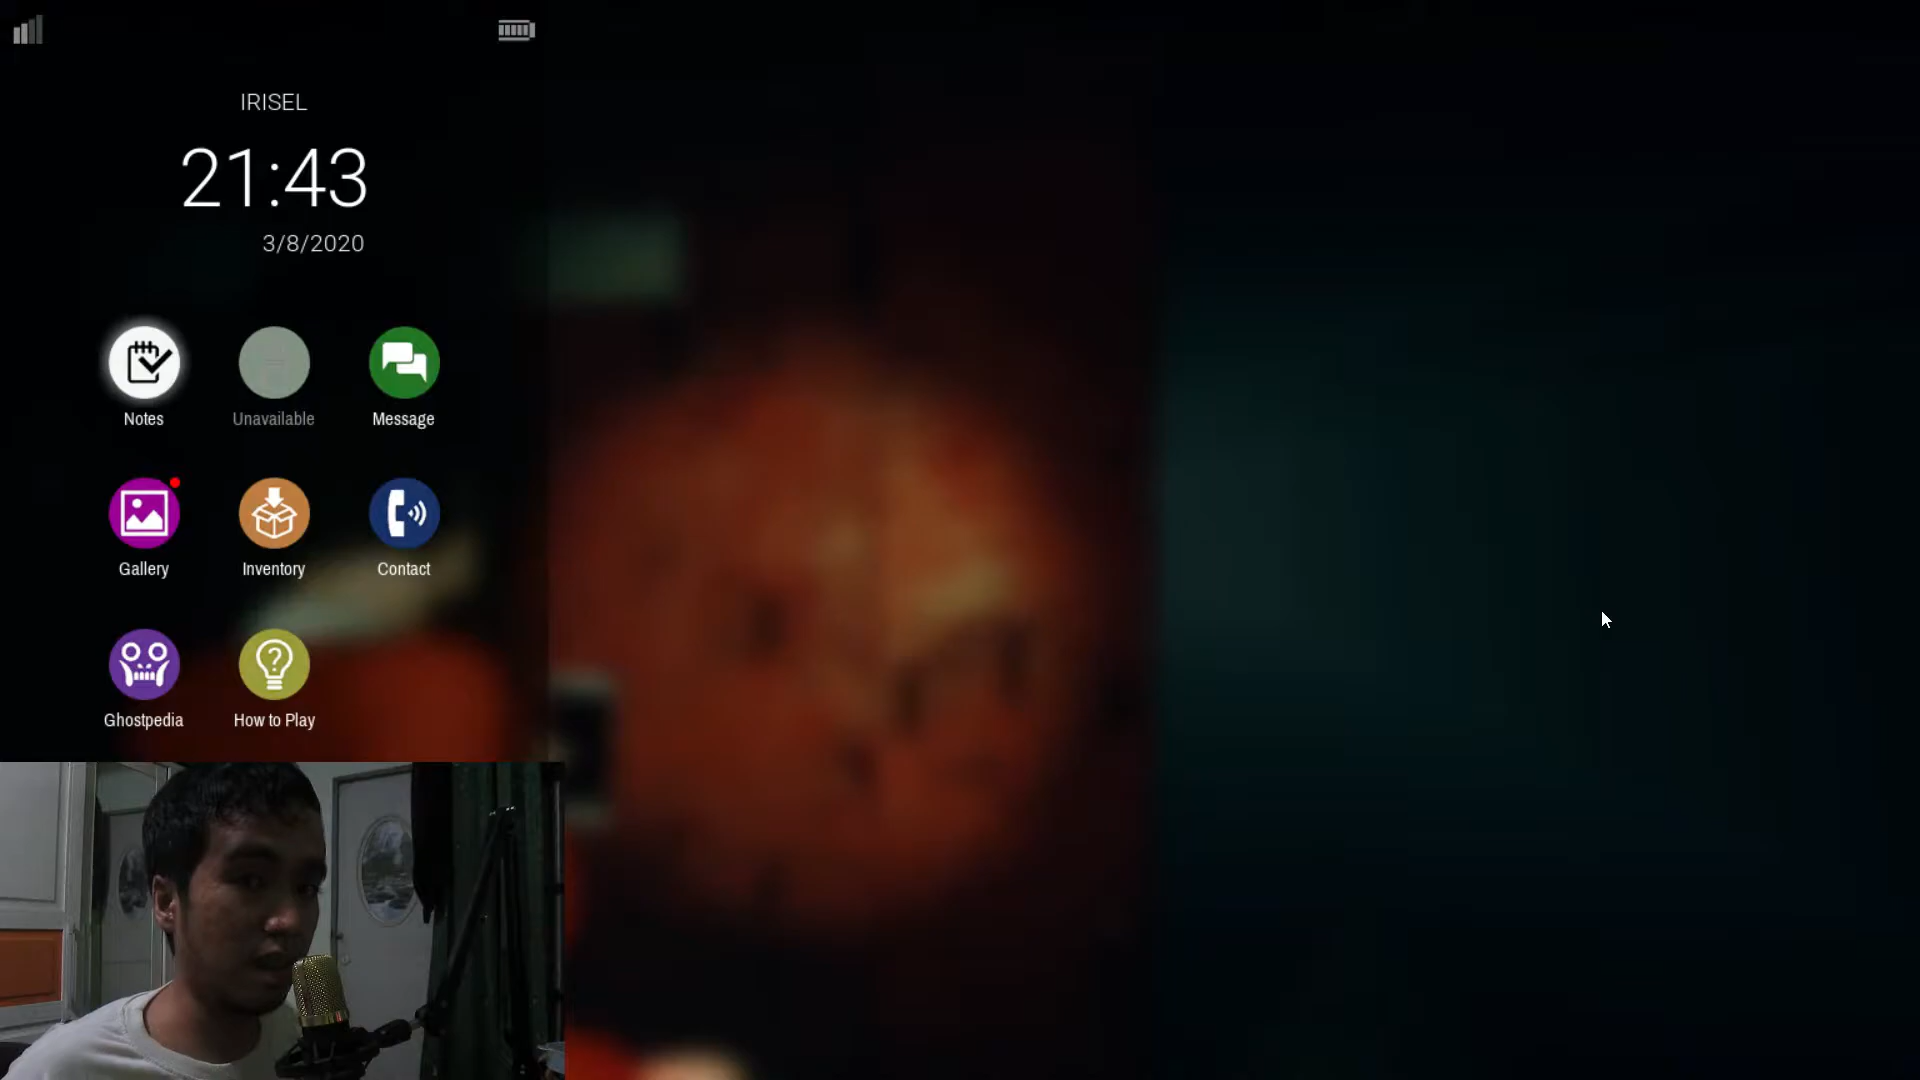 IRISEL
21:43
3/8/2020
Notes
Unavailable
Message
Gallery
Inventory
Contact
Ghostpedia
How to Play